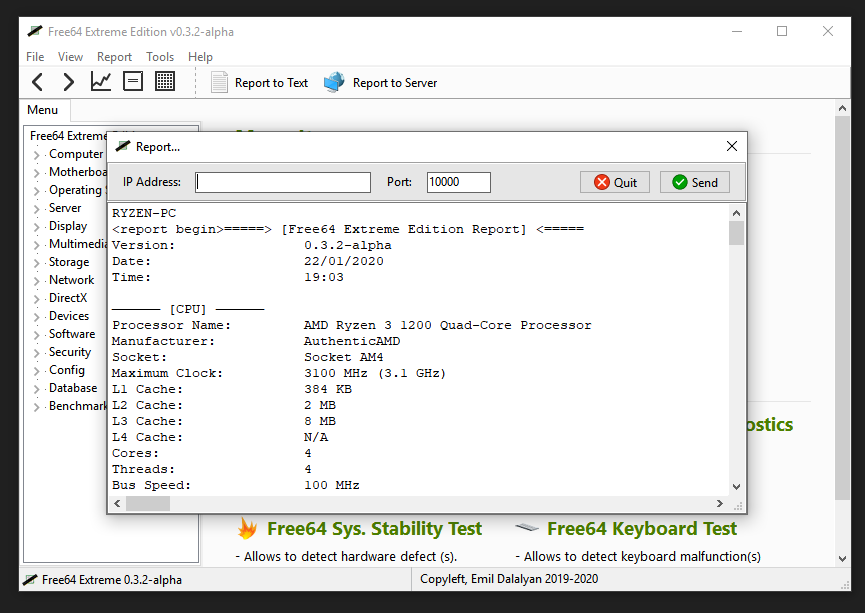 Free64 Extreme Edition v0.3.2-alpha
File View Report Tools Help
Report to Text Report to Server
Menu
Free64 Extreme
Computer
Motherboa
Operating
Server
Display
Multimedia
Storage
Network
DirectX
Devices
Software
Security
Config
Database
Benchmark
Report...
IP Address: Port: 10000 Quit Send
RYZEN-PC
<report begin>=====> [Free64 Extreme Edition Report] <=====
Version: 0.3.2-alpha
Date: 22/01/2020
Time: 19:03
────── [CPU] ──────
Processor Name: AMD Ryzen 3 1200 Quad-Core Processor
Manufacturer: AuthenticAMD
Socket: Socket AM4
Maximum Clock: 3100 MHz (3.1 GHz)
L1 Cache: 384 KB
L2 Cache: 2 MB
L3 Cache: 8 MB
L4 Cache: N/A
Cores: 4
Threads: 4
Bus Speed: 100 MHz
ostics
Free64 Sys. Stability Test
- Allows to detect hardware defect (s).
Free64 Keyboard Test
- Allows to detect keyboard malfunction(s)
Free64 Extreme 0.3.2-alpha
Copyleft, Emil Dalalyan 2019-2020